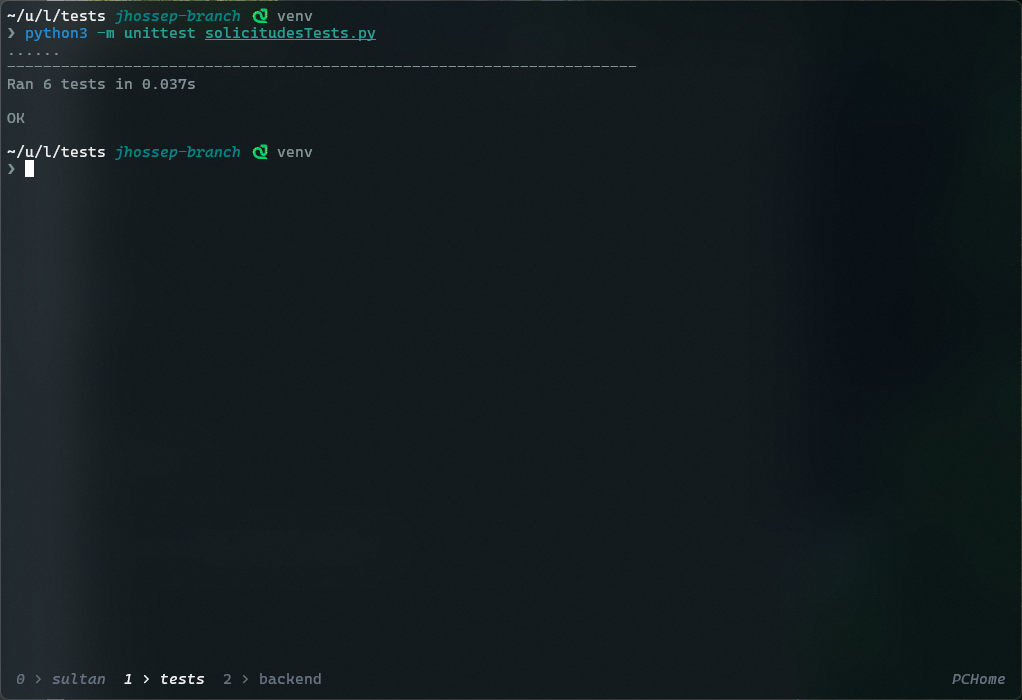 ~/u/l/tests jhossep-branch venv
❯ python3 -m unittest solicitudesTests.py
......
----------------------------------------------------------------------
Ran 6 tests in 0.037s
OK
~/u/l/tests jhossep-branch venv
❯
0 > sultan 1 > tests 2 > backend PCHome